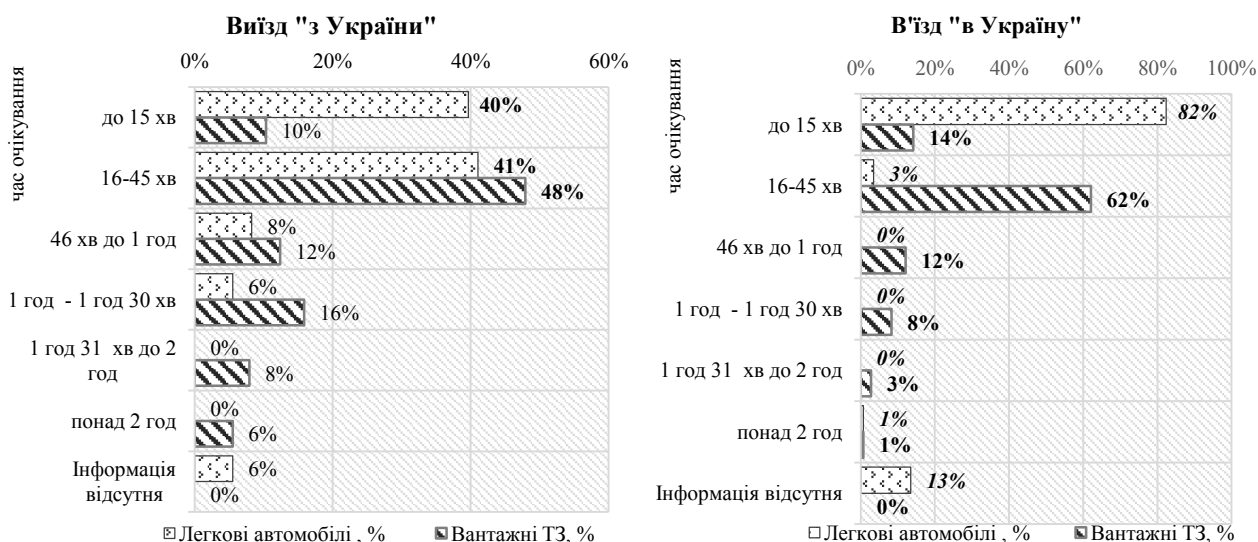 Виїзд "з України"
0% 20% 40% 60%
час очікування
до 15 хв
40%
10%
16-45 хв
41%
48%
46 хв до 1 год
8%
12%
1 год - 1 год 30 хв
6%
16%
1 год 31 хв до 2
год
0%
8%
понад 2 год
0%
6%
Інформація
відсутня
6%
0%
Легкові автомобілі , %
Вантажні ТЗ, %
В'їзд "в Україну"
0% 20% 40% 60% 80% 100%
час очікування
до 15 хв
82%
14%
16-45 хв
3%
62%
46 хв до 1 год
0%
12%
1 год - 1 год 30 хв
0%
8%
1 год 31 хв до 2 год
0%
3%
понад 2 год
1%
1%
Інформація відсутня
13%
0%
Легкові автомобілі , %
Вантажні ТЗ, %